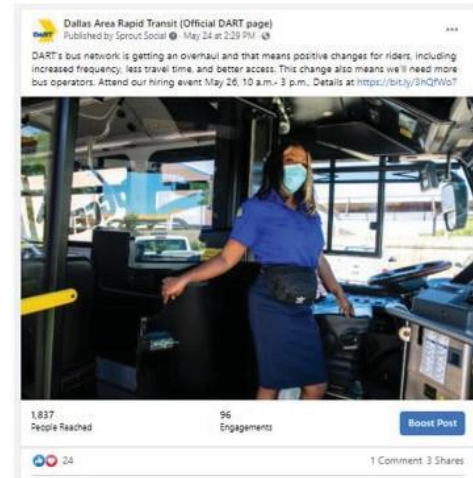 Dallas Area Rapid Transit (Official DART page)
Published by Sprout Social · May 24 at 2:29 PM ·
DART's bus network is getting an overhaul and that means positive changes for riders, including
increased frequency, less travel time, and better access. This change also means we'll need more
bus operators. Attend our hiring event May 26, 10 a.m.- 3 p.m., Details at https://bit.ly/3hQfWo7
1,837
People Reached
96
Engagements
Boost Post
24
1 Comment 3 Shares